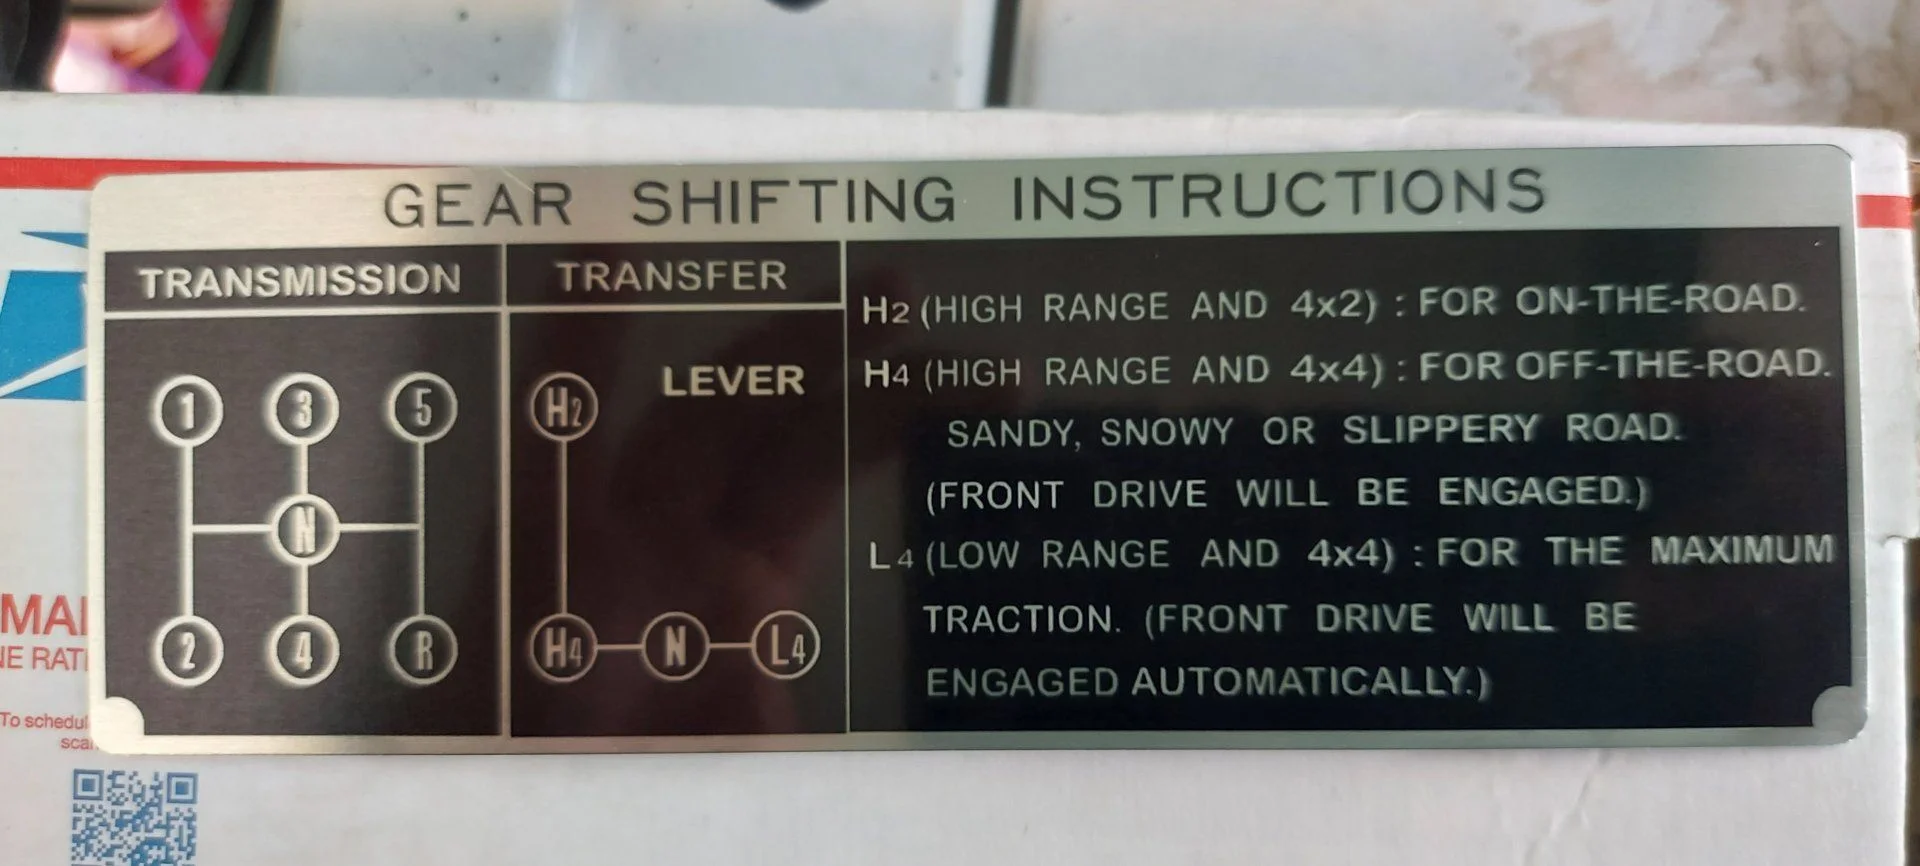 GEAR SHIFTING INSTRUCTIONS
TRANSMISSION
1 3 5
N
2 4 R
TRANSFER
LEVER
H2
H4 N L4
H2 (HIGH RANGE AND 4x2) : FOR ON-THE-ROAD.
H4 (HIGH RANGE AND 4x4) : FOR OFF-THE-ROAD.
SANDY, SNOWY OR SLIPPERY ROAD.
(FRONT DRIVE WILL BE ENGAGED.)
L4 (LOW RANGE AND 4x4) : FOR THE MAXIMUM
TRACTION. (FRONT DRIVE WILL BE
ENGAGED AUTOMATICALLY.)
To